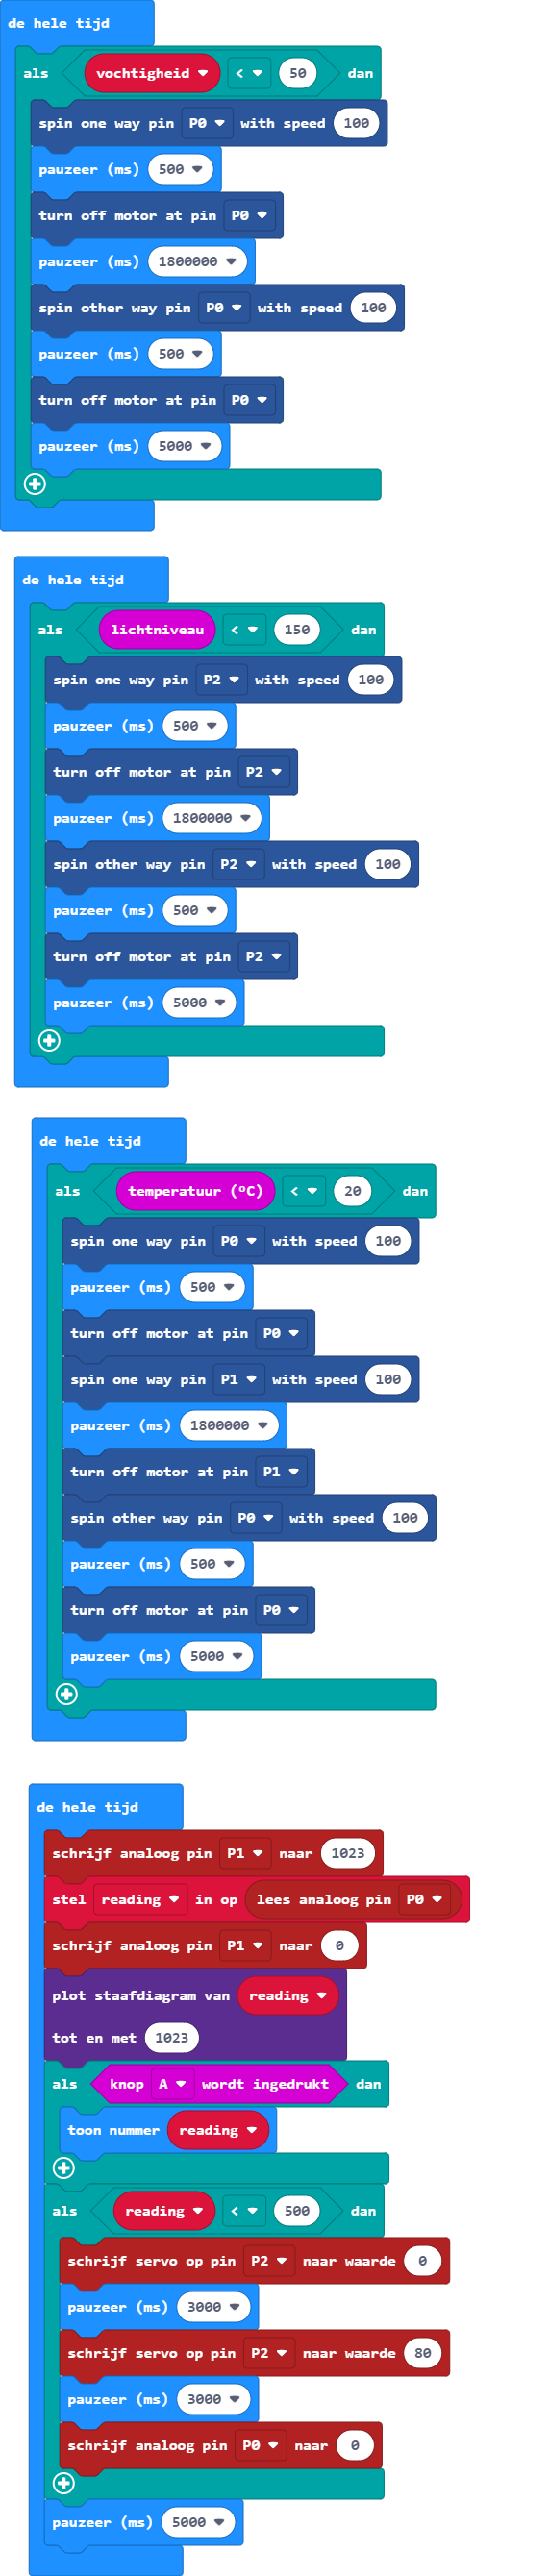 de hele tijd
als vochtigheid < 50 dan
spin one way pin P0 with speed 100
pauzeer (ms) 500
turn off motor at pin P0
pauzeer (ms) 1800000
spin other way pin P0 with speed 100
pauzeer (ms) 500
turn off motor at pin P0
pauzeer (ms) 5000
de hele tijd
als lichtniveau < 150 dan
spin one way pin P2 with speed 100
pauzeer (ms) 500
turn off motor at pin P2
pauzeer (ms) 1800000
spin other way pin P2 with speed 100
pauzeer (ms) 500
turn off motor at pin P2
pauzeer (ms) 5000
de hele tijd
als temperatuur (°C) < 20 dan
spin one way pin P0 with speed 100
pauzeer (ms) 500
turn off motor at pin P0
spin one way pin P1 with speed 100
pauzeer (ms) 1800000
turn off motor at pin P1
spin other way pin P0 with speed 100
pauzeer (ms) 500
turn off motor at pin P0
pauzeer (ms) 5000
de hele tijd
schrijf analoog pin P1 naar 1023
stel reading in op lees analoog pin P0
schrijf analoog pin P1 naar 0
plot staafdiagram van reading
tot en met 1023
als knop A wordt ingedrukt dan
toon nummer reading
als reading < 500 dan
schrijf servo op pin P2 naar waarde 0
pauzeer (ms) 3000
schrijf servo op pin P2 naar waarde 80
pauzeer (ms) 3000
schrijf analoog pin P0 naar 0
pauzeer (ms) 5000